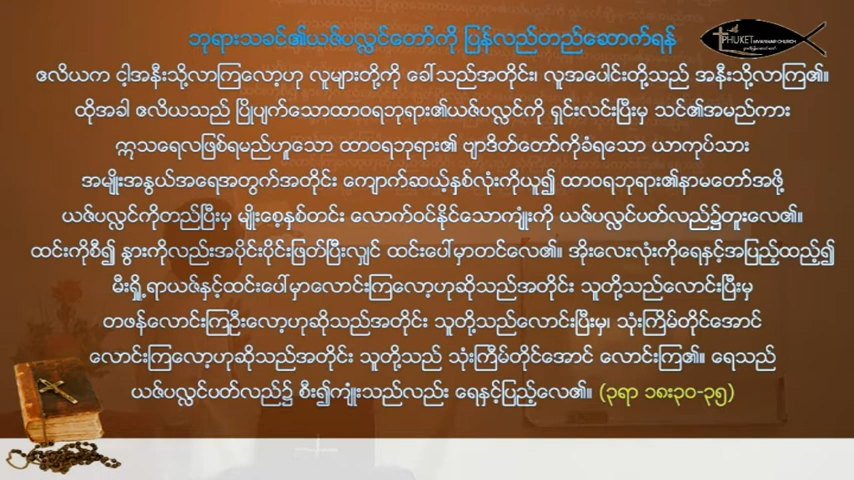 ဘုရားသခင်၏ယဇ်ပလ္လင်တော်ကို ပြန်လည်တည်ဆောက်ရန်
PHUKET MYANMAR CHURCH
ဧလိယက ငါ့အနီးသို့လာကြလော့ဟု လူများတို့ကို ခေါ်သည်အတိုင်း၊ လူအပေါင်းတို့သည် အနီးသို့လာကြ၏။
ထိုအခါ ဧလိယသည် ပြိုပျက်သောထာဝရဘုရား၏ယဇ်ပလ္လင်ကို ရှင်းလင်းပြီးမှ သင်၏အမည်ကား
ဣသရေလဖြစ်ရမည်ဟူသော ထာဝရဘုရား၏ ဗျာဒိတ်တော်ကိုခံရသော ယာကုပ်သား
အမျိုးအနွယ်အရေအတွက်အတိုင်း ကျောက်ဆယ့်နှစ်လုံးကိုယူ၍ ထာဝရဘုရား၏နာမတော်အဖို့
ယဇ်ပလ္လင်ကိုတည်ပြီးမှ မျိုးစေ့နှစ်တင်း လောက်ဝင်နိုင်သောကျုံးကို ယဇ်ပလ္လင်ပတ်လည်၌တူးလေ၏။
ထင်းကိုစီ၍ နွားကိုလည်းအပိုင်းပိုင်းဖြတ်ပြီးလျှင် ထင်းပေါ်မှာတင်လေ၏။ အိုးလေးလုံးကိုရေနှင့်အပြည့်ထည့်၍
မီးရှို့ရာယဇ်နှင့်ထင်းပေါ်မှာလောင်းကြလော့ဟုဆိုသည်အတိုင်း သူတို့သည်လောင်းပြီးမှ
တဖန်လောင်းကြဦးလော့ဟုဆိုသည်အတိုင်း သူတို့သည်လောင်းပြီးမှ၊ သုံးကြိမ်တိုင်အောင်
လောင်းကြလော့ဟုဆိုသည်အတိုင်း သူတို့သည် သုံးကြိမ်တိုင်အောင် လောင်းကြ၏။ ရေသည်
ယဇ်ပလ္လင်ပတ်လည်၌ စီး၍ကျုံးသည်လည်း ရေနှင့်ပြည့်လေ၏။ (၃ရာ ၁၈း၃၀-၃၅)